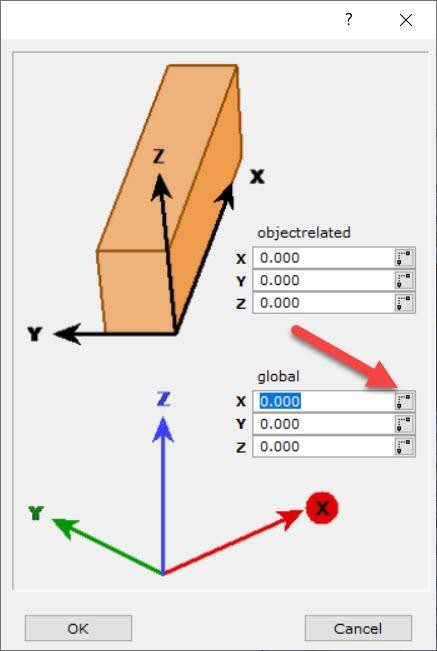 ?
Z
X
Y
objectrelated
X 0.000
Y 0.000
Z 0.000
global
X 0.000
Y 0.000
Z 0.000
Z
Y
X
OK
Cancel